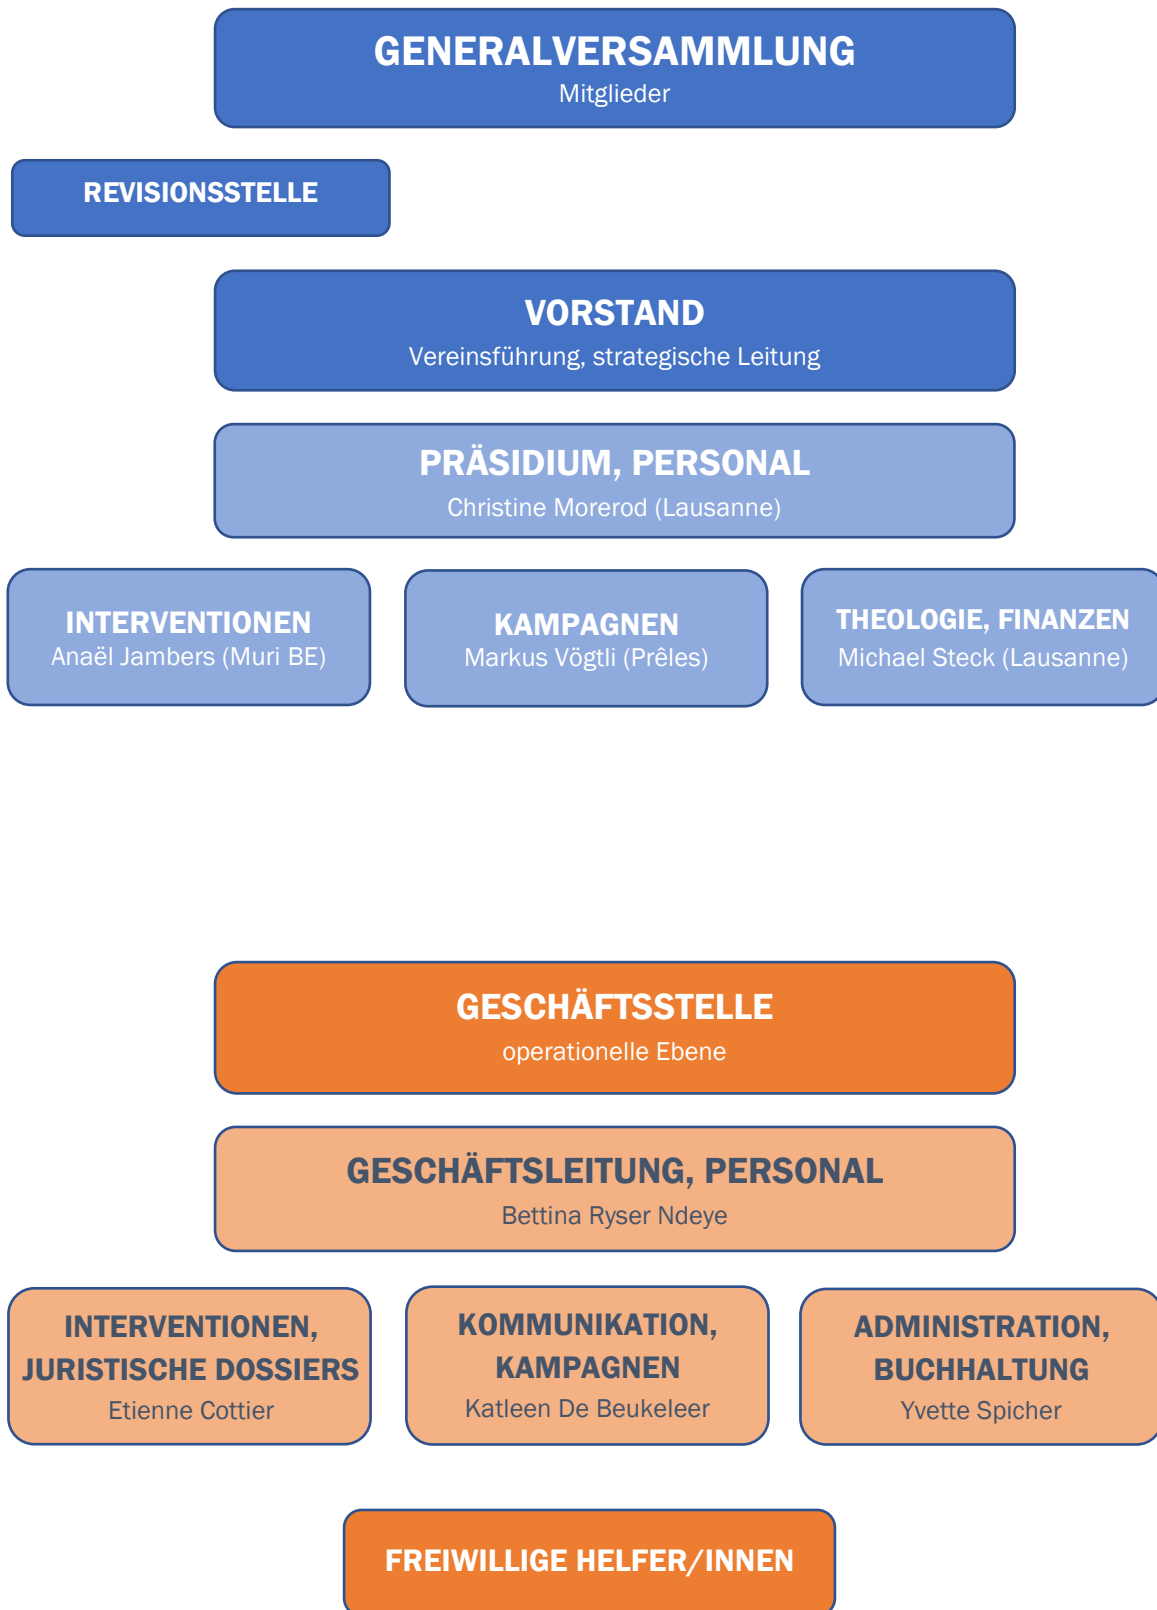 GENERALVERSAMMLUNG
Mitglieder
REVISIONSSTELLE
VORSTAND
Vereinsführung, strategische Leitung
PRÄSIDIUM, PERSONAL
Christine Morerod (Lausanne)
INTERVENTIONEN
Anaël Jambers (Muri BE)
KAMPAGNEN
Markus Vögtli (Prêles)
THEOLOGIE, FINANZEN
Michael Steck (Lausanne)
GESCHÄFTSSTELLE
operationelle Ebene
GESCHÄFTSLEITUNG, PERSONAL
Bettina Ryser Ndeye
INTERVENTIONEN,
JURISTISCHE DOSSIERS
Etienne Cottier
KOMMUNIKATION,
KAMPAGNEN
Katleen De Beukeleer
ADMINISTRATION,
BUCHHALTUNG
Yvette Spicher
FREIWILLIGE HELFER/INNEN